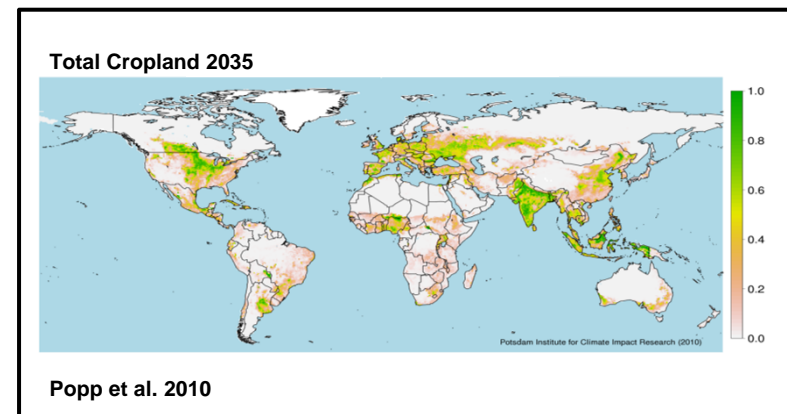 Total Cropland 2035
1.0
0.8
0.6
0.4
0.2
0.0
Potsdam Institute for Climate Impact Research (2010)
Popp et al. 2010